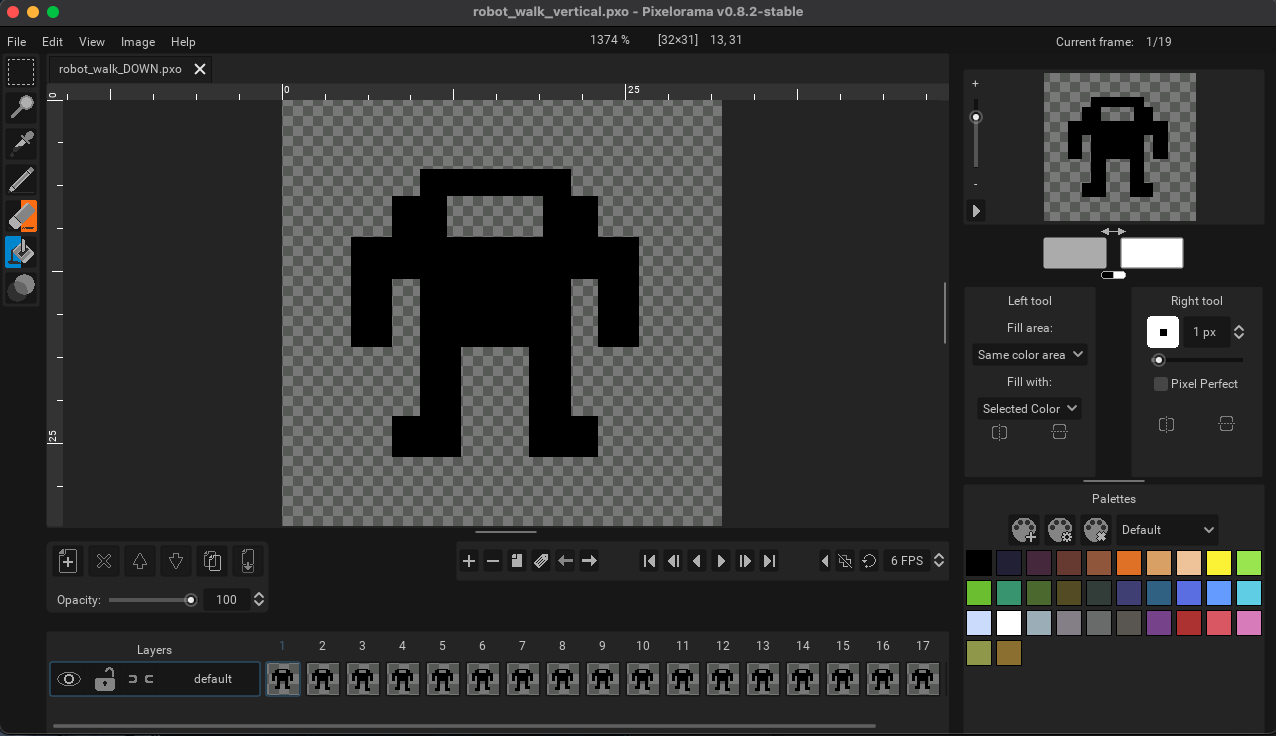 robot_walk_vertical.pxo - Pixelorama v0.8.2-stable
File Edit View Image Help 1374 % [32×31] 13, 31 Current frame: 1/19
robot_walk_DOWN.pxo
0 25
0
25
+
-
Left tool
Fill area:
Same color area
Fill with:
Selected Color
Right tool
1 px
Pixel Perfect
Palettes
Default
6 FPS
Opacity: 100
Layers 1 2 3 4 5 6 7 8 9 10 11 12 13 14 15 16 17
default